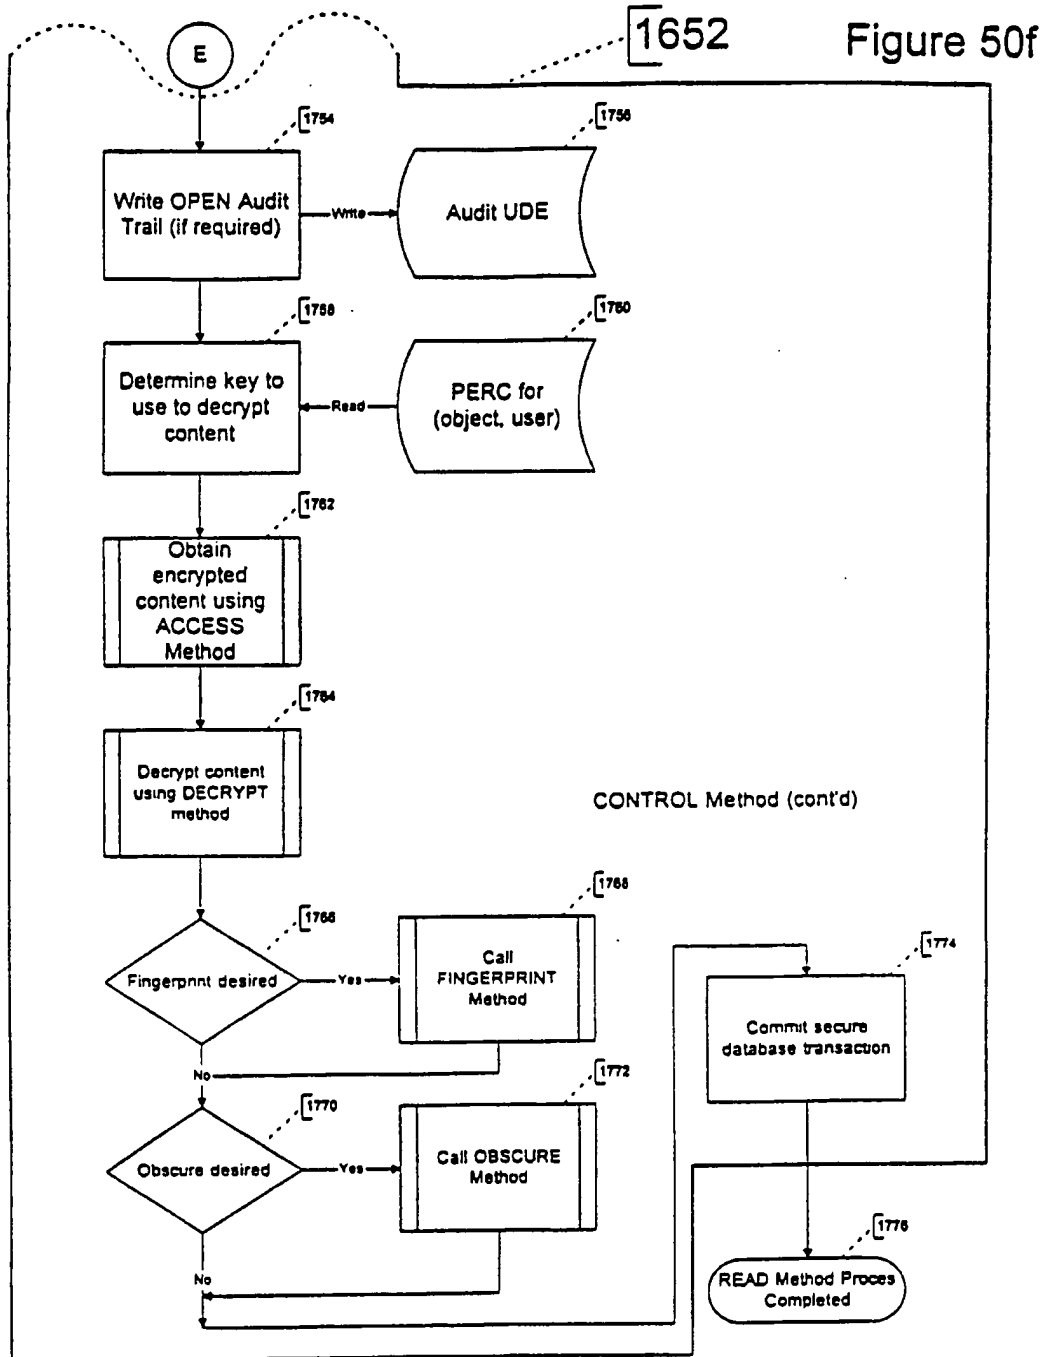 1652
Figure 50f
E
1754
Write OPEN Audit
Trail (if required)
Write
1756
Audit UDE
1758
Determine key to
use to decrypt
content
Read
1760
PERC for
(object, user)
1762
Obtain
encrypted
content using
ACCESS
Method
1764
Decrypt content
using DECRYPT
method
CONTROL Method (cont'd)
1766
Fingerprint desired
Yes
1768
Call
FINGERPRINT
Method
No
1774
Commit secure
database transaction
1770
Obscure desired
Yes
1772
Call OBSCURE
Method
No
1776
READ Method Proces
Completed